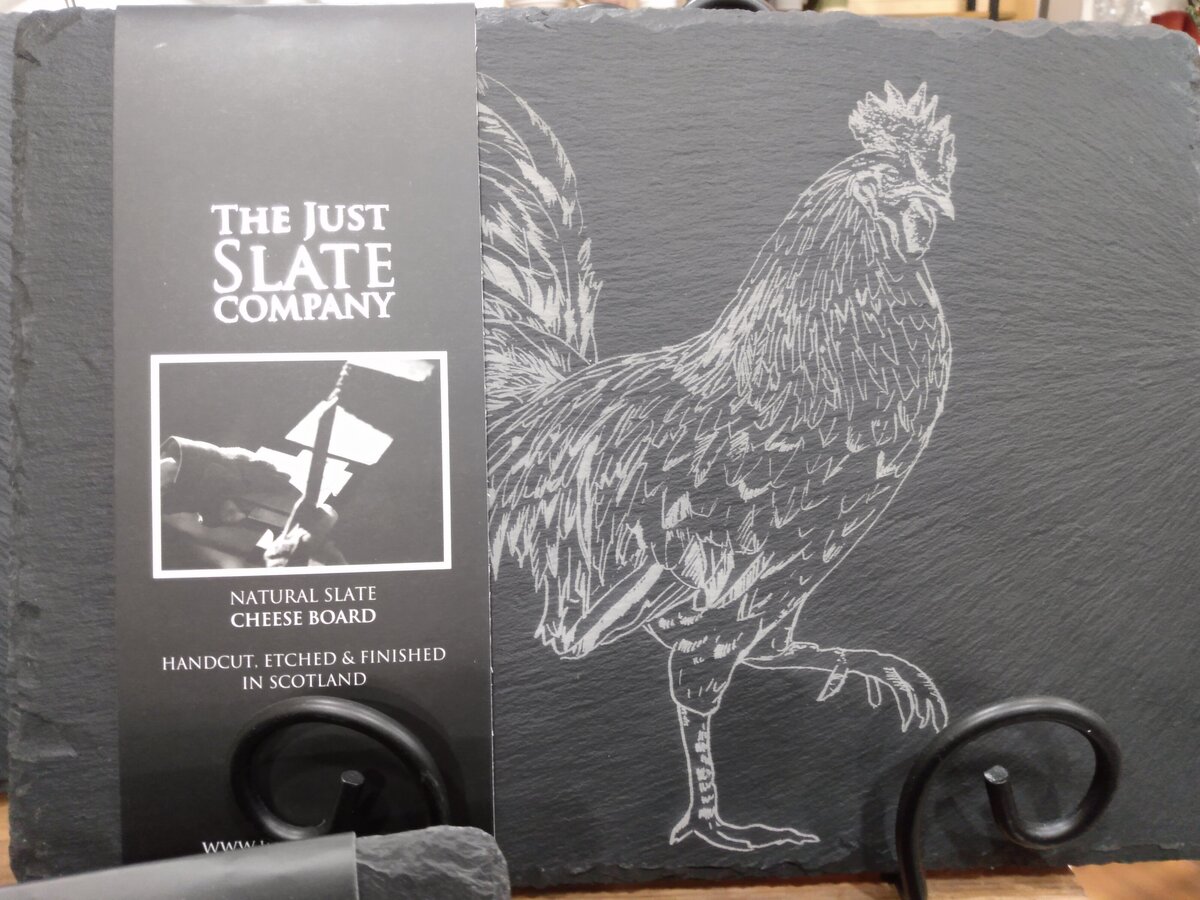 THE JUST
SLATE
COMPANY
NATURAL SLATE
CHEESE BOARD
HANDCUT, ETCHED & FINISHED
IN SCOTLAND